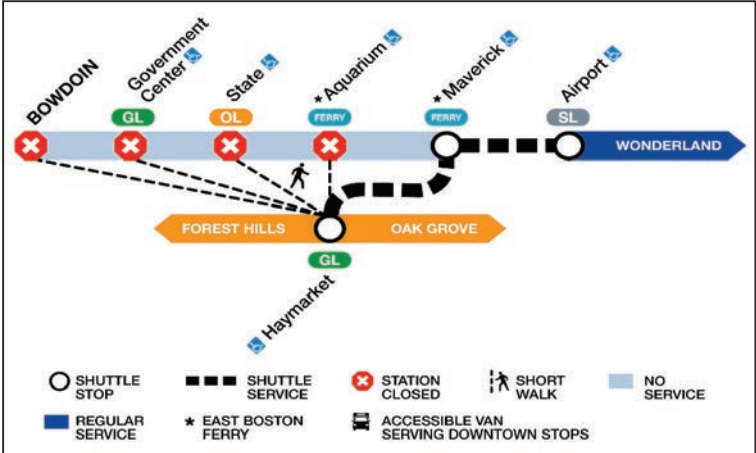 BOWDOIN
Government
Center
State
* Aquarium
* Maverick
Airport
GL
OL
FERRY
FERRY
SL
WONDERLAND
FOREST HILLS
OAK GROVE
GL
Haymarket
SHUTTLE
STOP
SHUTTLE
SERVICE
STATION
CLOSED
SHORT
WALK
NO
SERVICE
REGULAR
SERVICE
* EAST BOSTON
FERRY
ACCESSIBLE VAN
SERVING DOWNTOWN STOPS